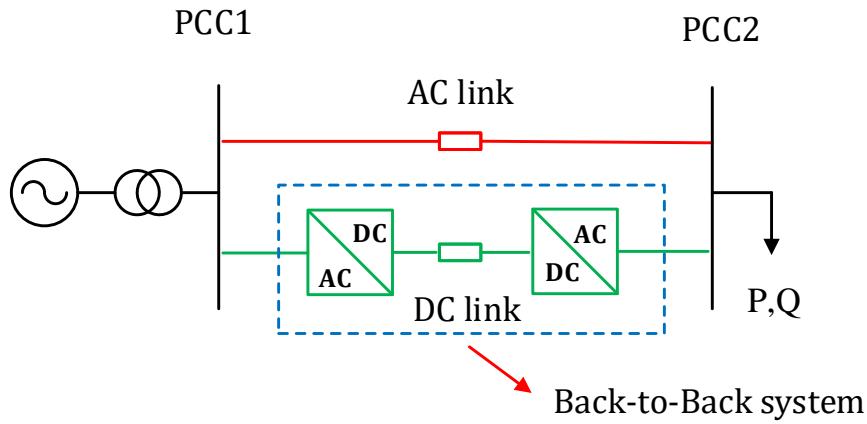 PCC1
PCC2
AC link
DC
AC
AC
DC
DC link
P,Q
Back-to-Back system